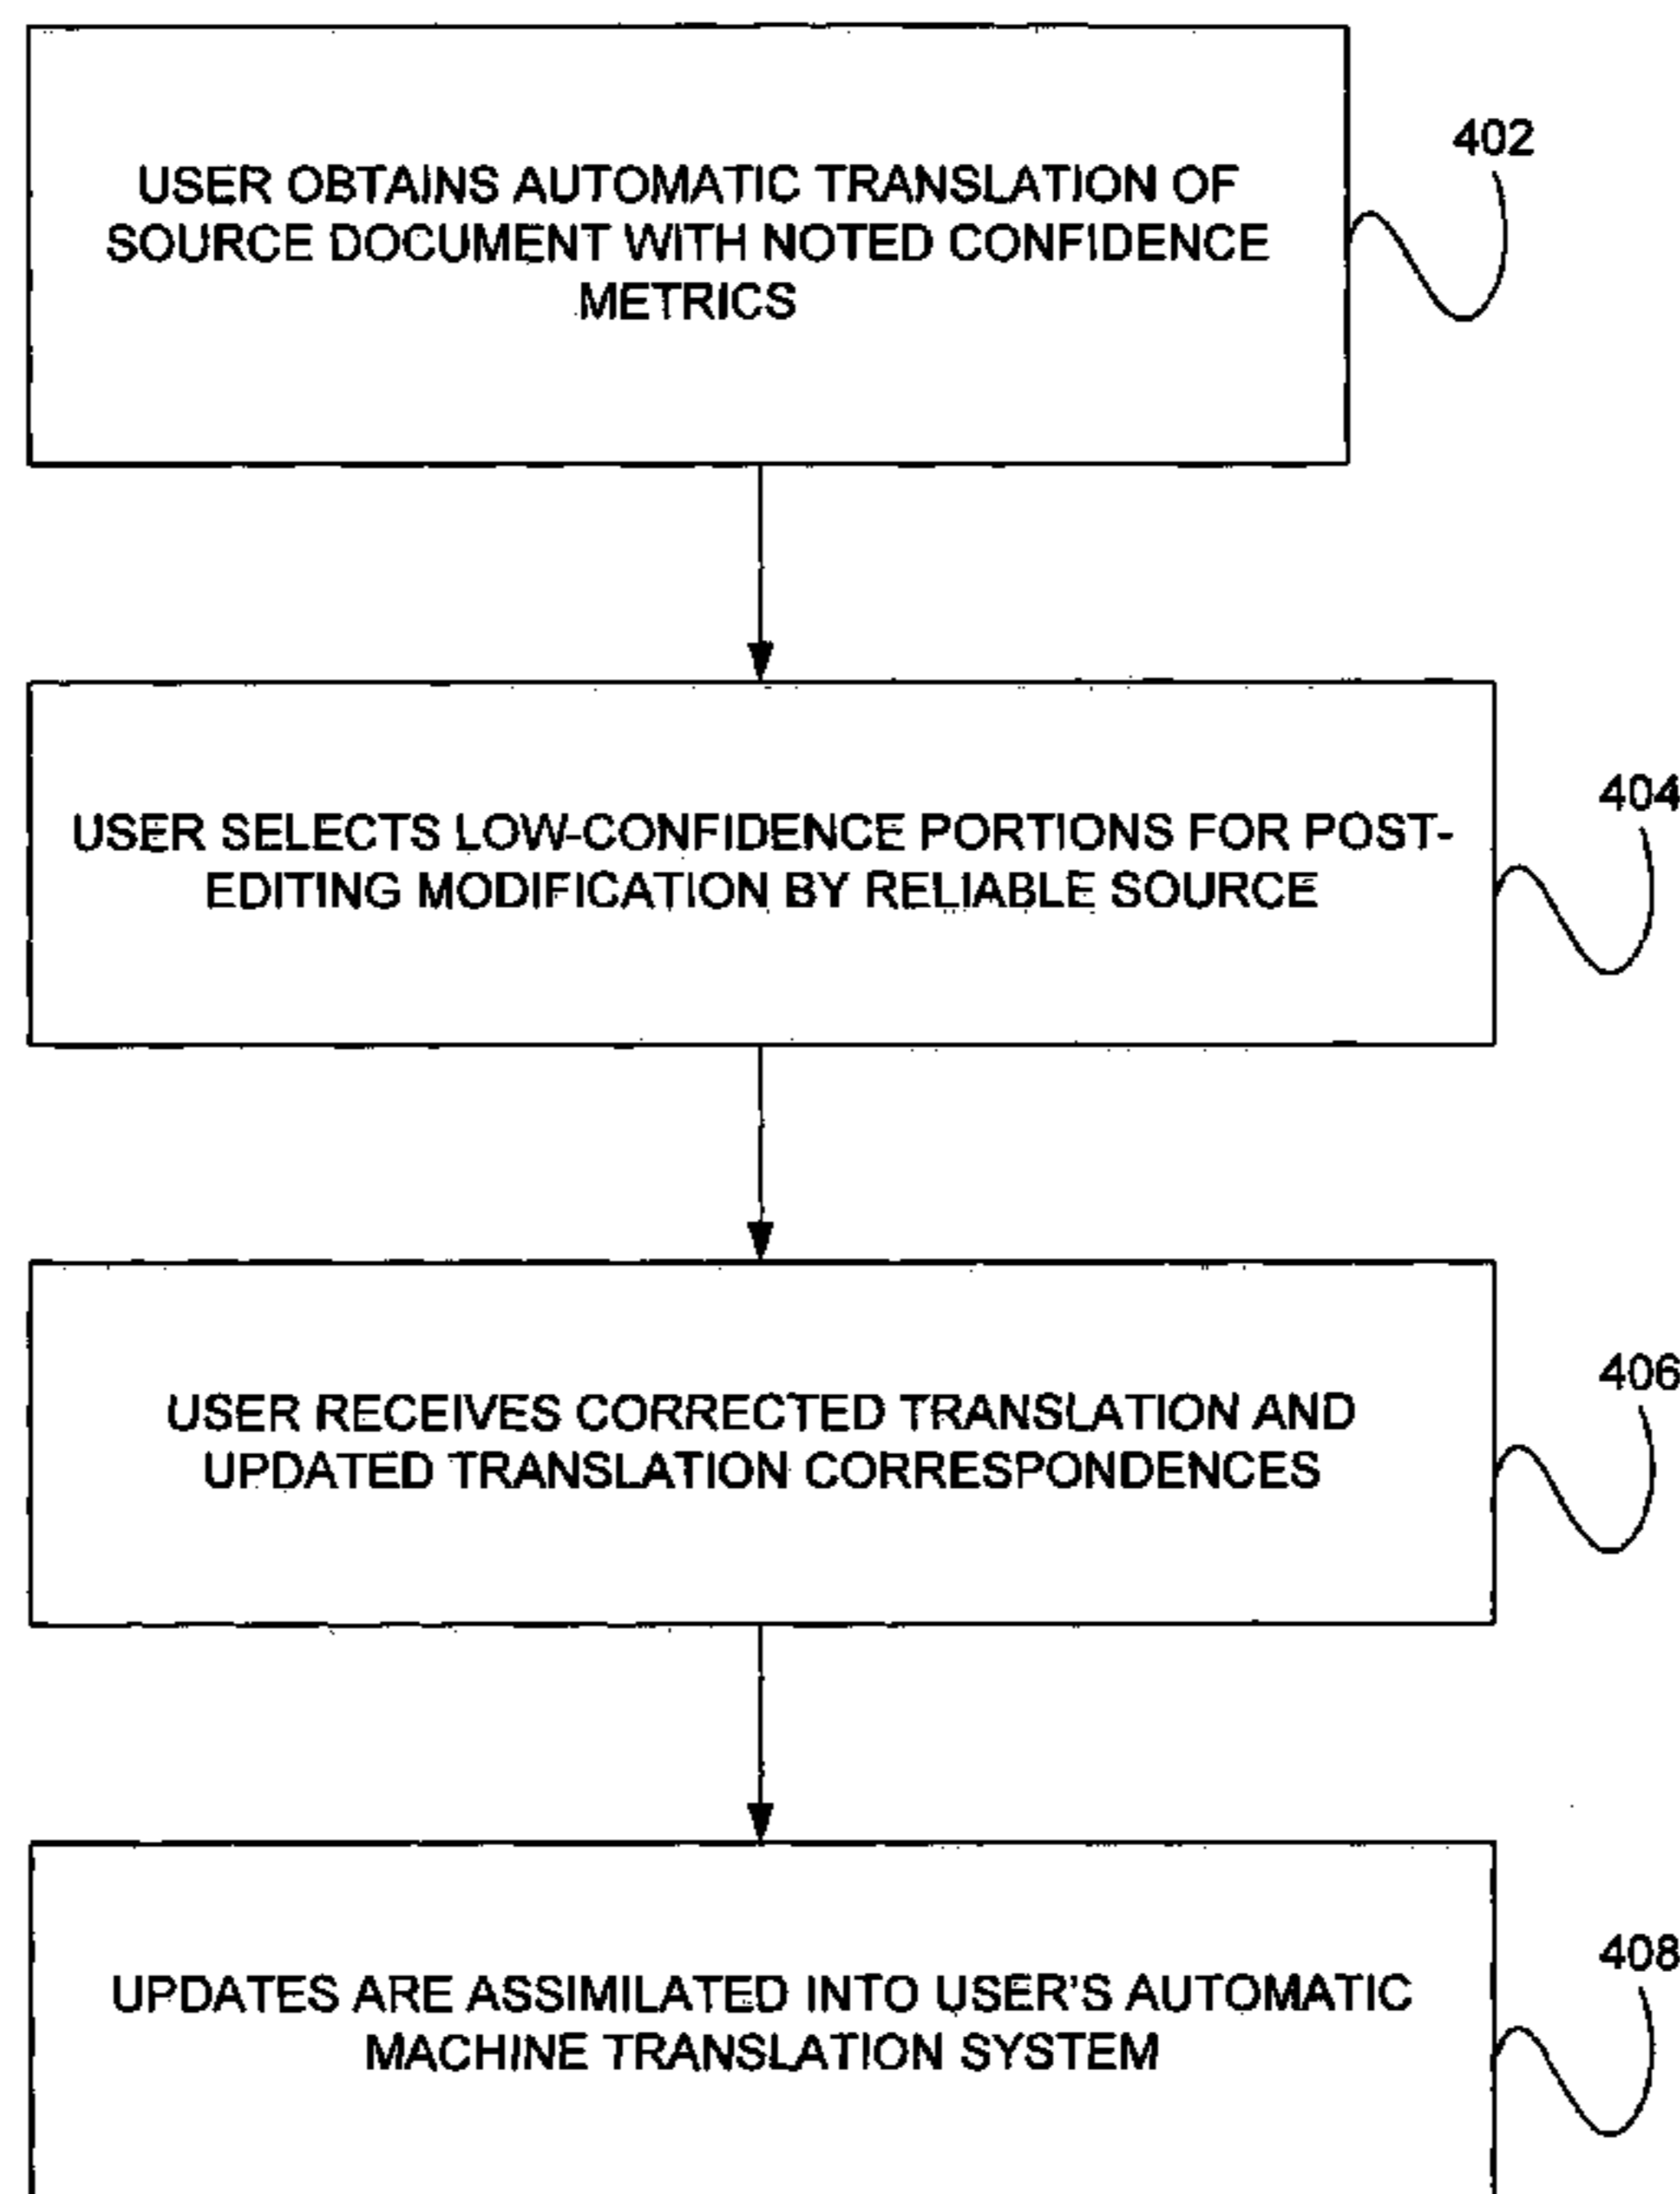 402
USER OBTAINS AUTOMATIC TRANSLATION OF
SOURCE DOCUMENT WITH NOTED CONFIDENCE
METRICS
404
USER SELECTS LOW-CONFIDENCE PORTIONS FOR POST-
EDITING MODIFICATION BY RELIABLE SOURCE
406
USER RECEIVES CORRECTED TRANSLATION AND
UPDATED TRANSLATION CORRESPONDENCES
408
UPDATES ARE ASSIMILATED INTO USER'S AUTOMATIC
MACHINE TRANSLATION SYSTEM